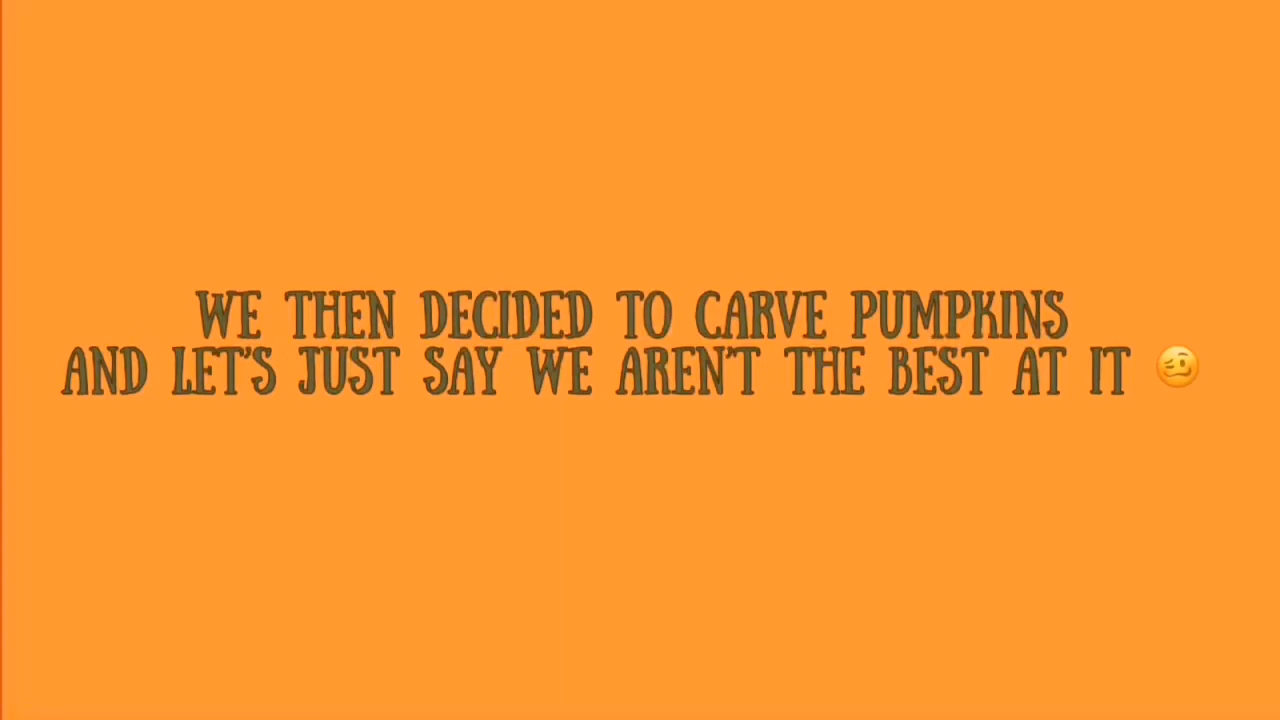 WE THEN DECIDED TO CARVE PUMPKINS
AND LET'S JUST SAY WE AREN'T THE BEST AT IT 🥴